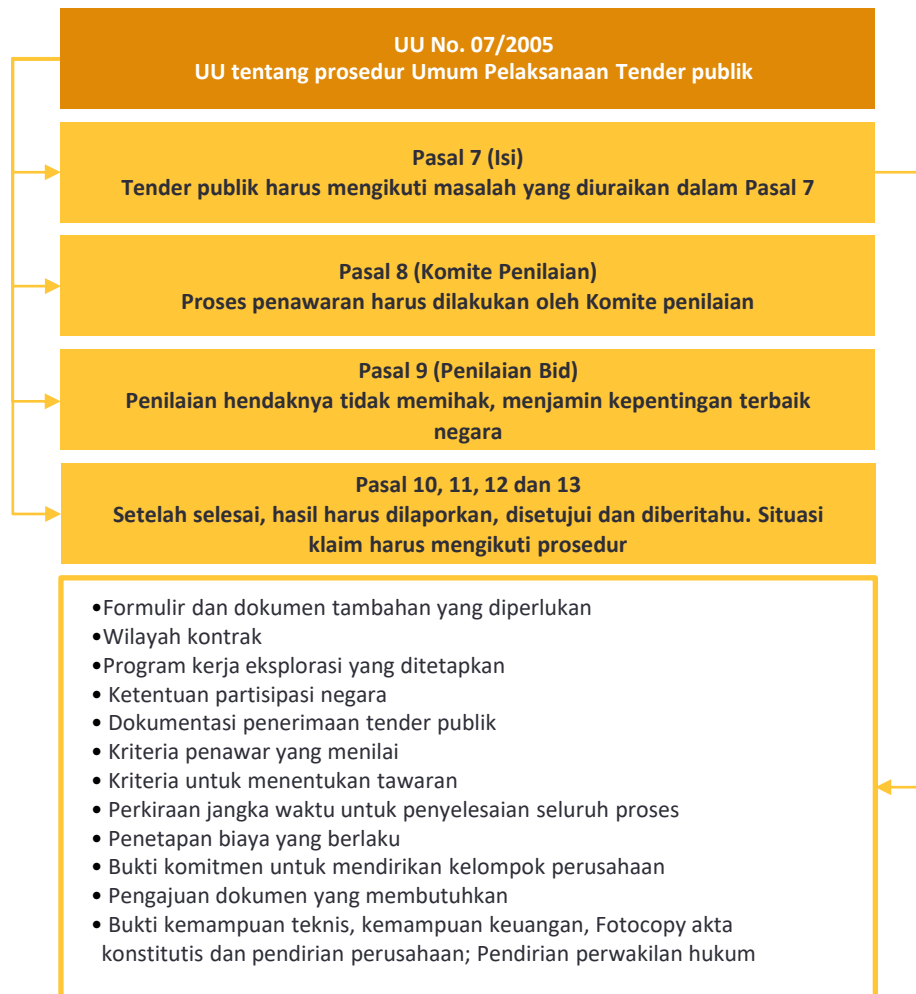 UU No. 07/2005
UU tentang prosedur Umum Pelaksanaan Tender publik
Pasal 7 (Isi)
Tender publik harus mengikuti masalah yang diuraikan dalam Pasal 7
Pasal 8 (Komite Penilaian)
Proses penawaran harus dilakukan oleh Komite penilaian
Pasal 9 (Penilaian Bid)
Penilaian hendaknya tidak memihak, menjamin kepentingan terbaik
negara
Pasal 10, 11, 12 dan 13
Setelah selesai, hasil harus dilaporkan, disetujui dan diberitahu. Situasi
klaim harus mengikuti prosedur
•Formulir dan dokumen tambahan yang diperlukan
•Wilayah kontrak
•Program kerja eksplorasi yang ditetapkan
• Ketentuan partisipasi negara
• Dokumentasi penerimaan tender publik
• Kriteria penawar yang menilai
• Kriteria untuk menentukan tawaran
• Perkiraan jangka waktu untuk penyelesaian seluruh proses
• Penetapan biaya yang berlaku
• Bukti komitmen untuk mendirikan kelompok perusahaan
• Pengajuan dokumen yang membutuhkan
• Bukti kemampuan teknis, kemampuan keuangan, Fotocopy akta
konstitutis dan pendirian perusahaan; Pendirian perwakilan hukum